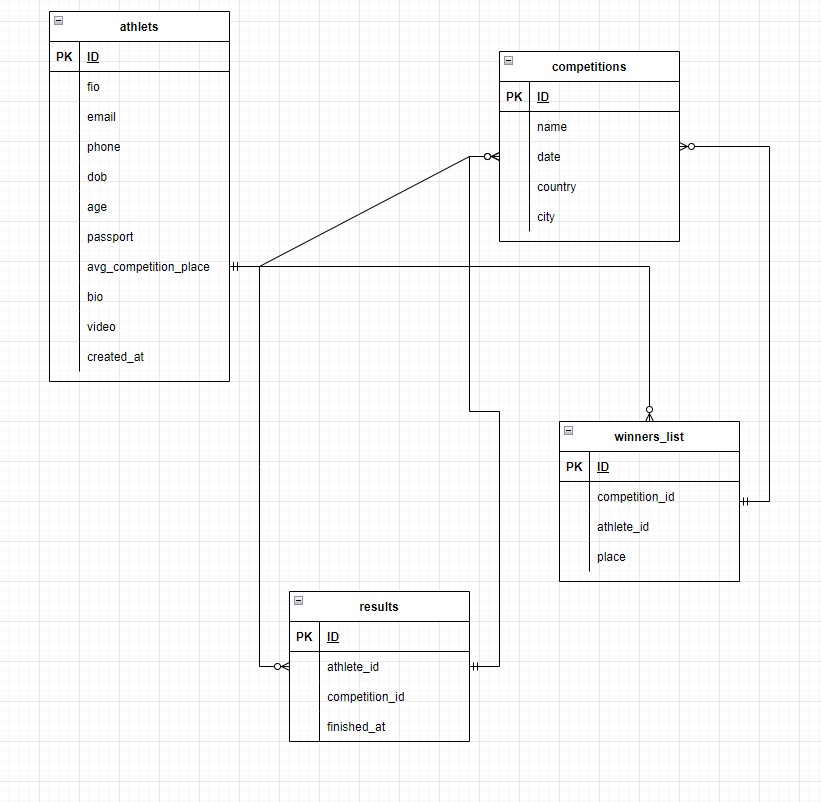 athlets
PK ID
fio
email
phone
dob
age
passport
avg_competition_place
bio
video
created_at
competitions
PK ID
name
date
country
city
winners_list
PK ID
competition_id
athlete_id
place
results
PK ID
athlete_id
competition_id
finished_at